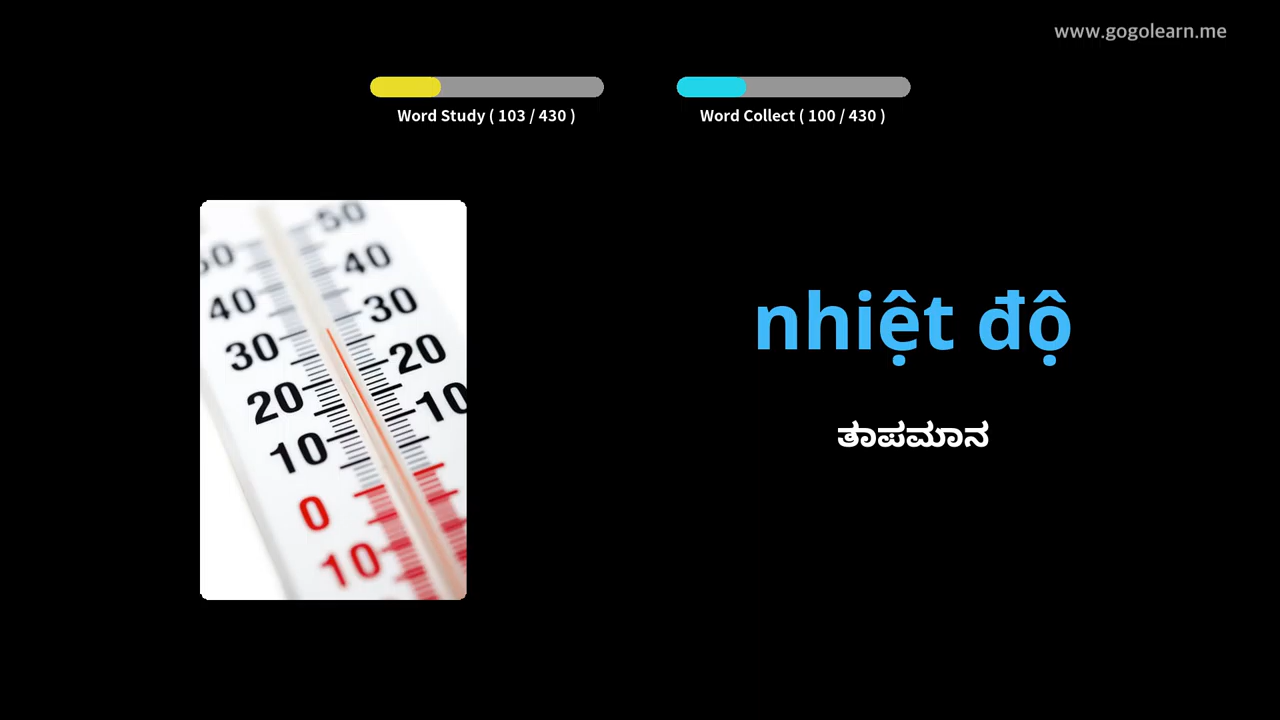 www.gogolearn.me
Word Study ( 103 / 430 )
Word Collect ( 100 / 430 )
50
40
30
20
10
40
30
20
10
0
10
nhiệt độ
ತಾಪಮಾನ